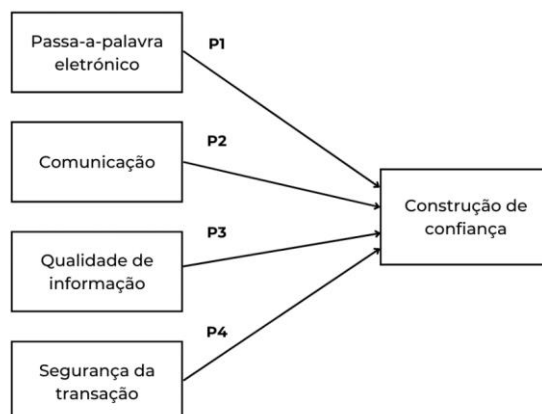 Passa-a-palavra
eletrónico
P1
Comunicação
P2
Qualidade de
informação
P3
Segurança da
transação
P4
Construção de
confiança